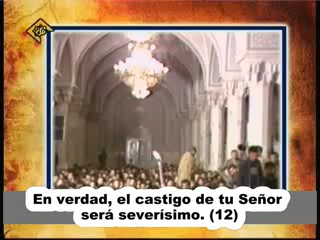 En verdad, el castigo de tu Señor
será severísimo. (12)